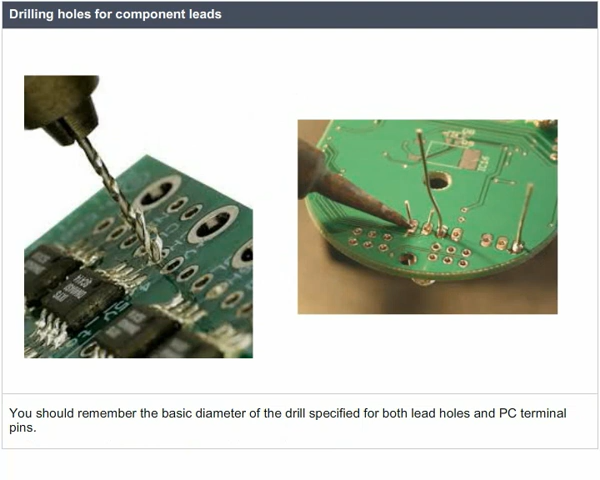 Drilling holes for component leads
You should remember the basic diameter of the drill specified for both lead holes and PC terminal
pins.